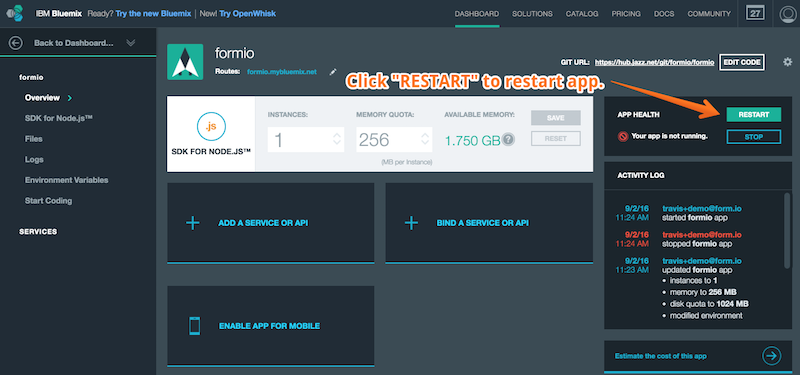 IBM Bluemix Ready? Try the new Bluemix | New! Try OpenWhisk
DASHBOARD SOLUTIONS CATALOG PRICING DOCS COMMUNITY 27
Back to Dashboard...
formio
Overview
SDK for Node.js™
Files
Logs
Environment Variables
Start Coding
SERVICES
formio
Routes: formio.mybluemix.net
GIT URL: https://hub.jazz.net/git/formio/formio EDIT CODE
Click "RESTART" to restart app.
.js
SDK FOR NODE.JS™
INSTANCES:
1
MEMORY QUOTA:
256
(MB per Instance)
AVAILABLE MEMORY:
1.750 GB ?
SAVE
RESET
APP HEALTH
RESTART
Your app is not running.
STOP
ADD A SERVICE OR API
BIND A SERVICE OR API
ENABLE APP FOR MOBILE
ACTIVITY LOG
9/2/16 travis+demo@form.io
11:24 AM started formio app
9/2/16 travis+demo@form.io
11:24 AM stopped formio app
9/2/16 travis+demo@form.io
11:23 AM updated formio app
• instances to 1
• memory to 256 MB
• disk quota to 1024 MB
• modified environment
Estimate the cost of this app